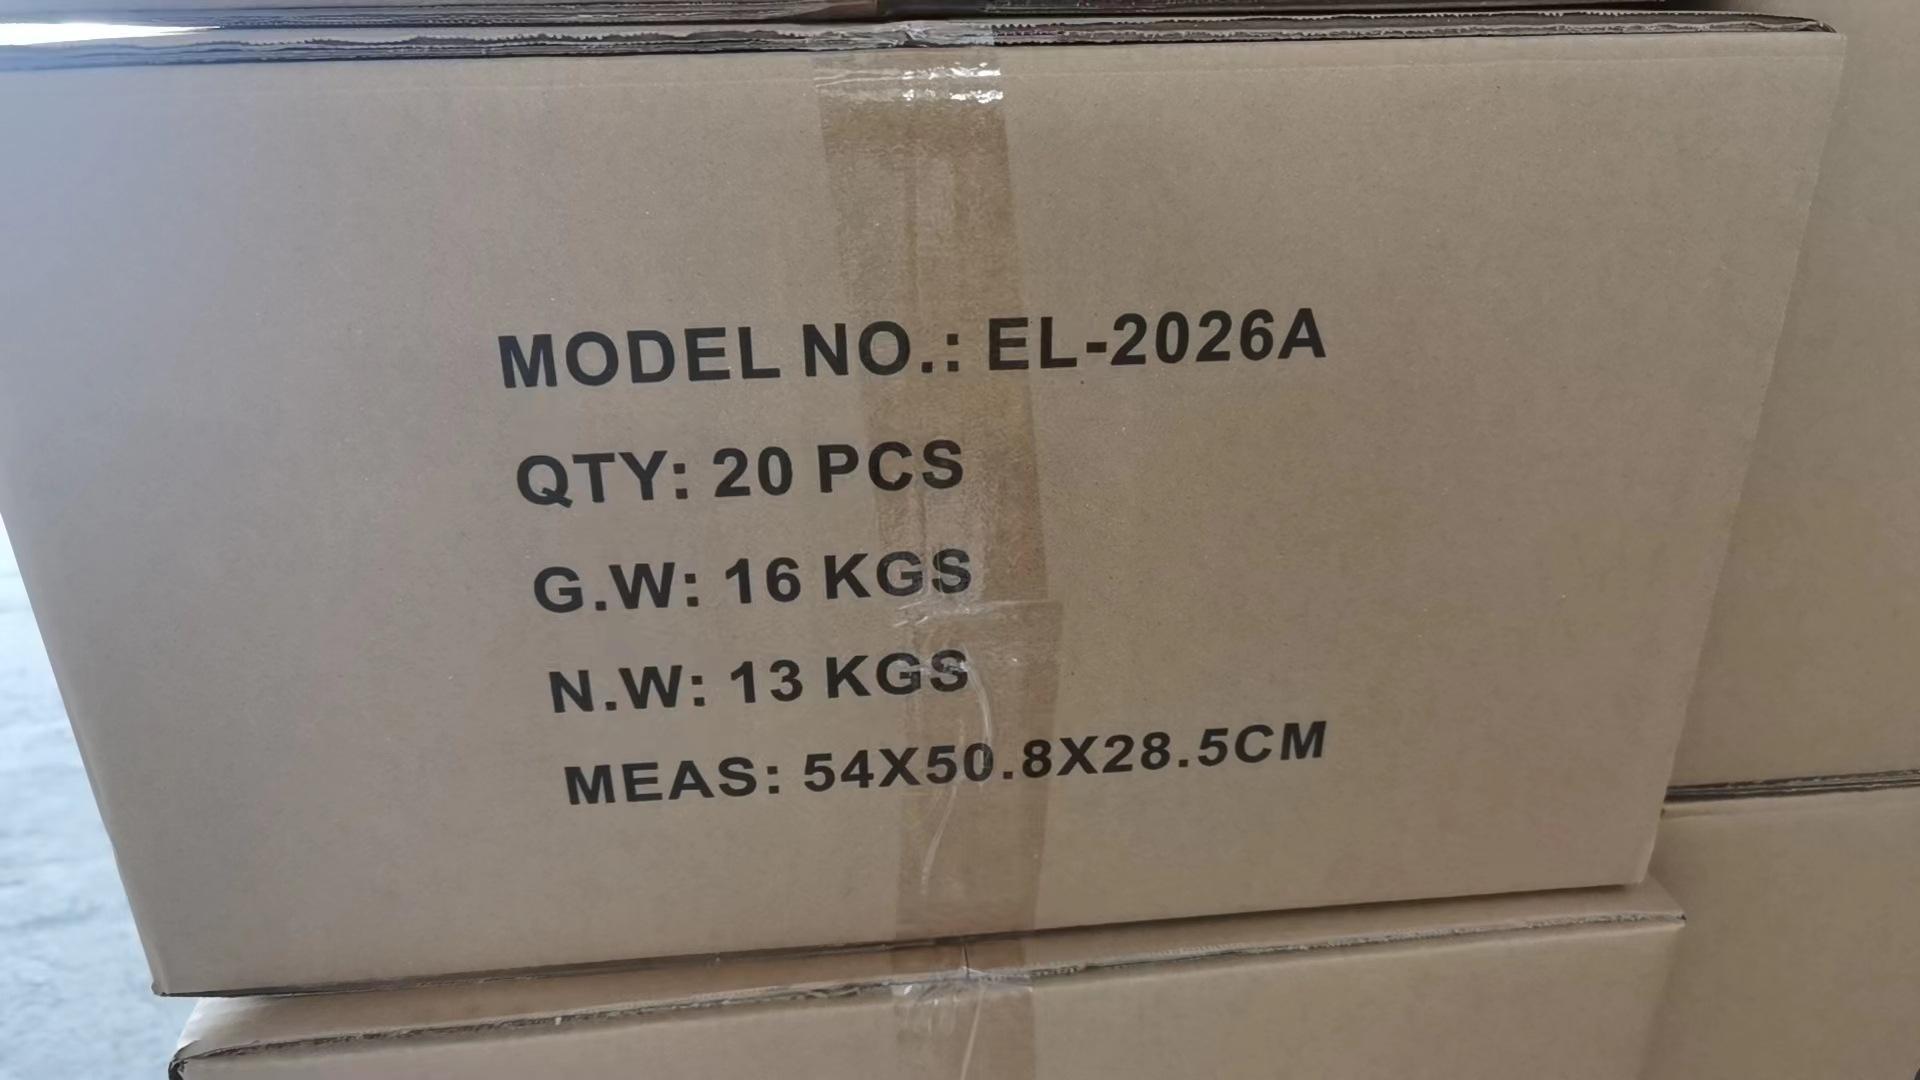 MODEL NO.: EL-2026A
QTY: 20 PCS
G.W: 16 KGS
N.W: 13 KGS
MEAS: 54X50.8X28.5CM